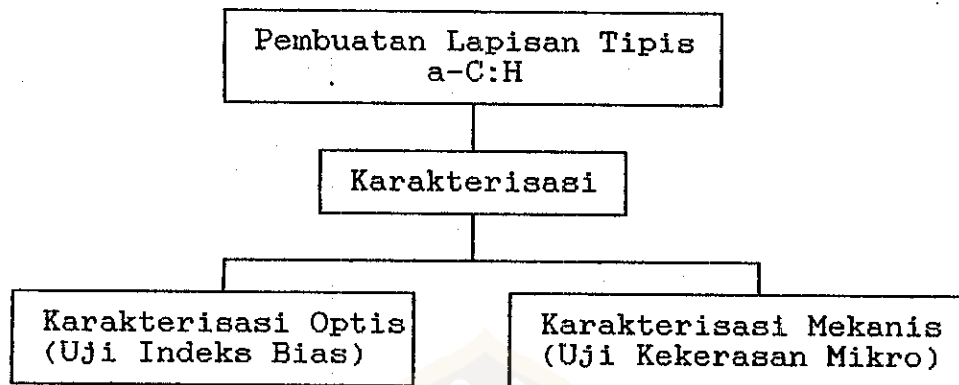 Pembuatan Lapisan Tipis
a-C:H
Karakterisasi
Karakterisasi Optis
(Uji Indeks Bias)
Karakterisasi Mekanis
(Uji Kekerasan Mikro)